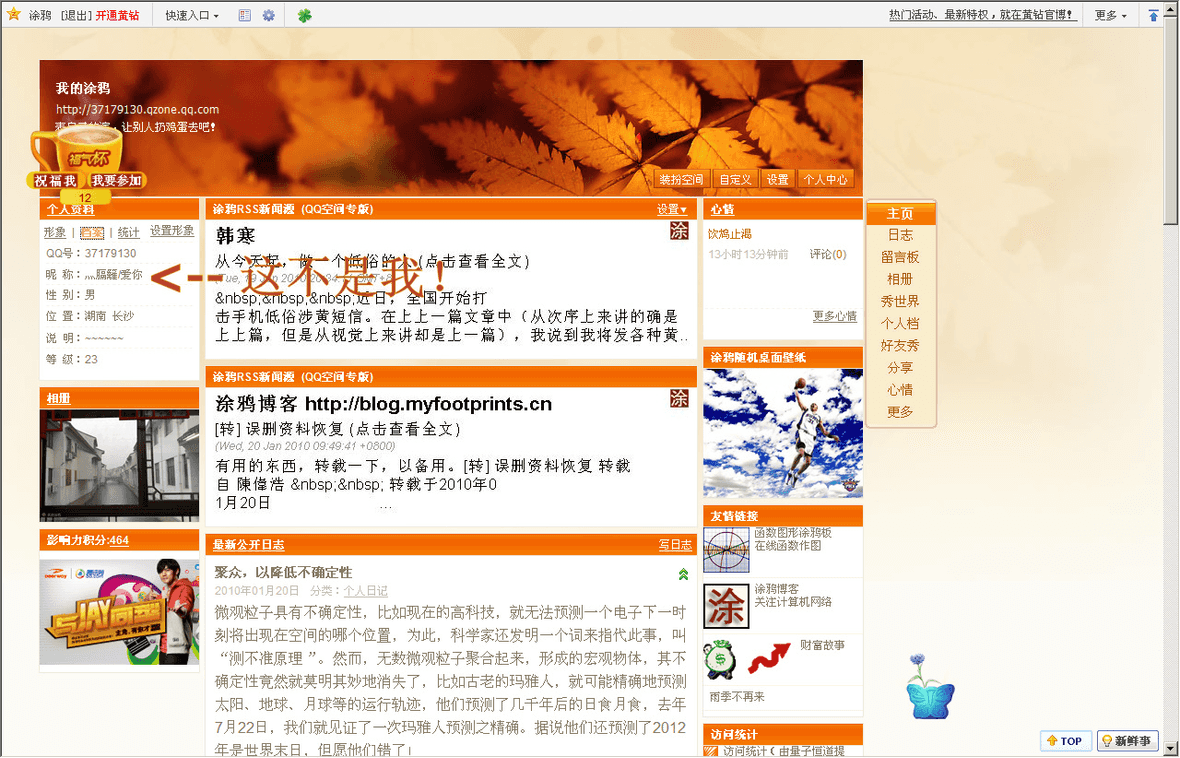 涂鸦 [退出] 开通黄钻 快速入口
热门活动、最新特权，就在黄钻官博！ 更多
我的涂鸦
http://37179130.qzone.qq.com
让别人扔鸡蛋去吧！
福气杯
祝福我 我要参加
12
装扮空间 自定义 设置 个人中心
个人资料
形象 | 档案 | 统计 设置形象
QQ号：37179130
昵 称：
爱你
性 别：男
位 置：湖南 长沙
说 明：~~~~~~
等 级：23
<-- 这不是我！
相册
影响力积分:464
JAY
涂鸦RSS新闻源（QQ空间专版） 设置
韩寒
涂
从今天起，做一个低俗的人 (点击查看全文)
&nbsp;&nbsp;&nbsp;近日，全国开始打
击手机低俗涉黄短信。在上上一篇文章中（从次序上来讲的确是
上上篇，但是从视觉上来讲却是上一篇），我说到我将发各种黄..
涂鸦RSS新闻源（QQ空间专版）
涂鸦博客 http://blog.myfootprints.cn
涂
[转] 误删资料恢复 (点击查看全文)
(Wed, 20 Jan 2010 09:49:41 +0800)
有用的东西，转载一下，以备用。[转] 误删资料恢复 转载
自 陳偉浩 &nbsp;&nbsp; 转载于2010年0
1月20日 ...
最新公开日志 写日志
聚众，以降低不确定性
2010年01月20日 分类：个人日记
微观粒子具有不确定性，比如现在的高科技，就无法预测一个电子下一时
刻将出现在空间的哪个位置，为此，科学家还发明一个词来指代此事，叫
“测不准原理”。然而，无数微观粒子聚合起来，形成的宏观物体，其不
确定性竟然就莫明其妙地消失了，比如古老的玛雅人，就可能精确地预测
太阳、地球、月球等的运行轨迹，他们预测了几千年后的日食月食，去年
7月22日，我们就见证了一次玛雅人预测之精确。据说他们还预测了2012
年是世界末日，但愿他们错了！
心情
饮鸩止渴
13小时13分钟前 评论(0)
更多心情
涂鸦随机桌面壁纸
友情链接
函数图形涂鸦板
在线函数作图
涂
涂鸦博客
关注计算机网络
财富故事
雨季不再来
访问统计
访问统计（由量子恒道提
主页
日志
留言板
相册
秀世界
个人档
好友秀
分享
心情
更多
TOP 新鲜事